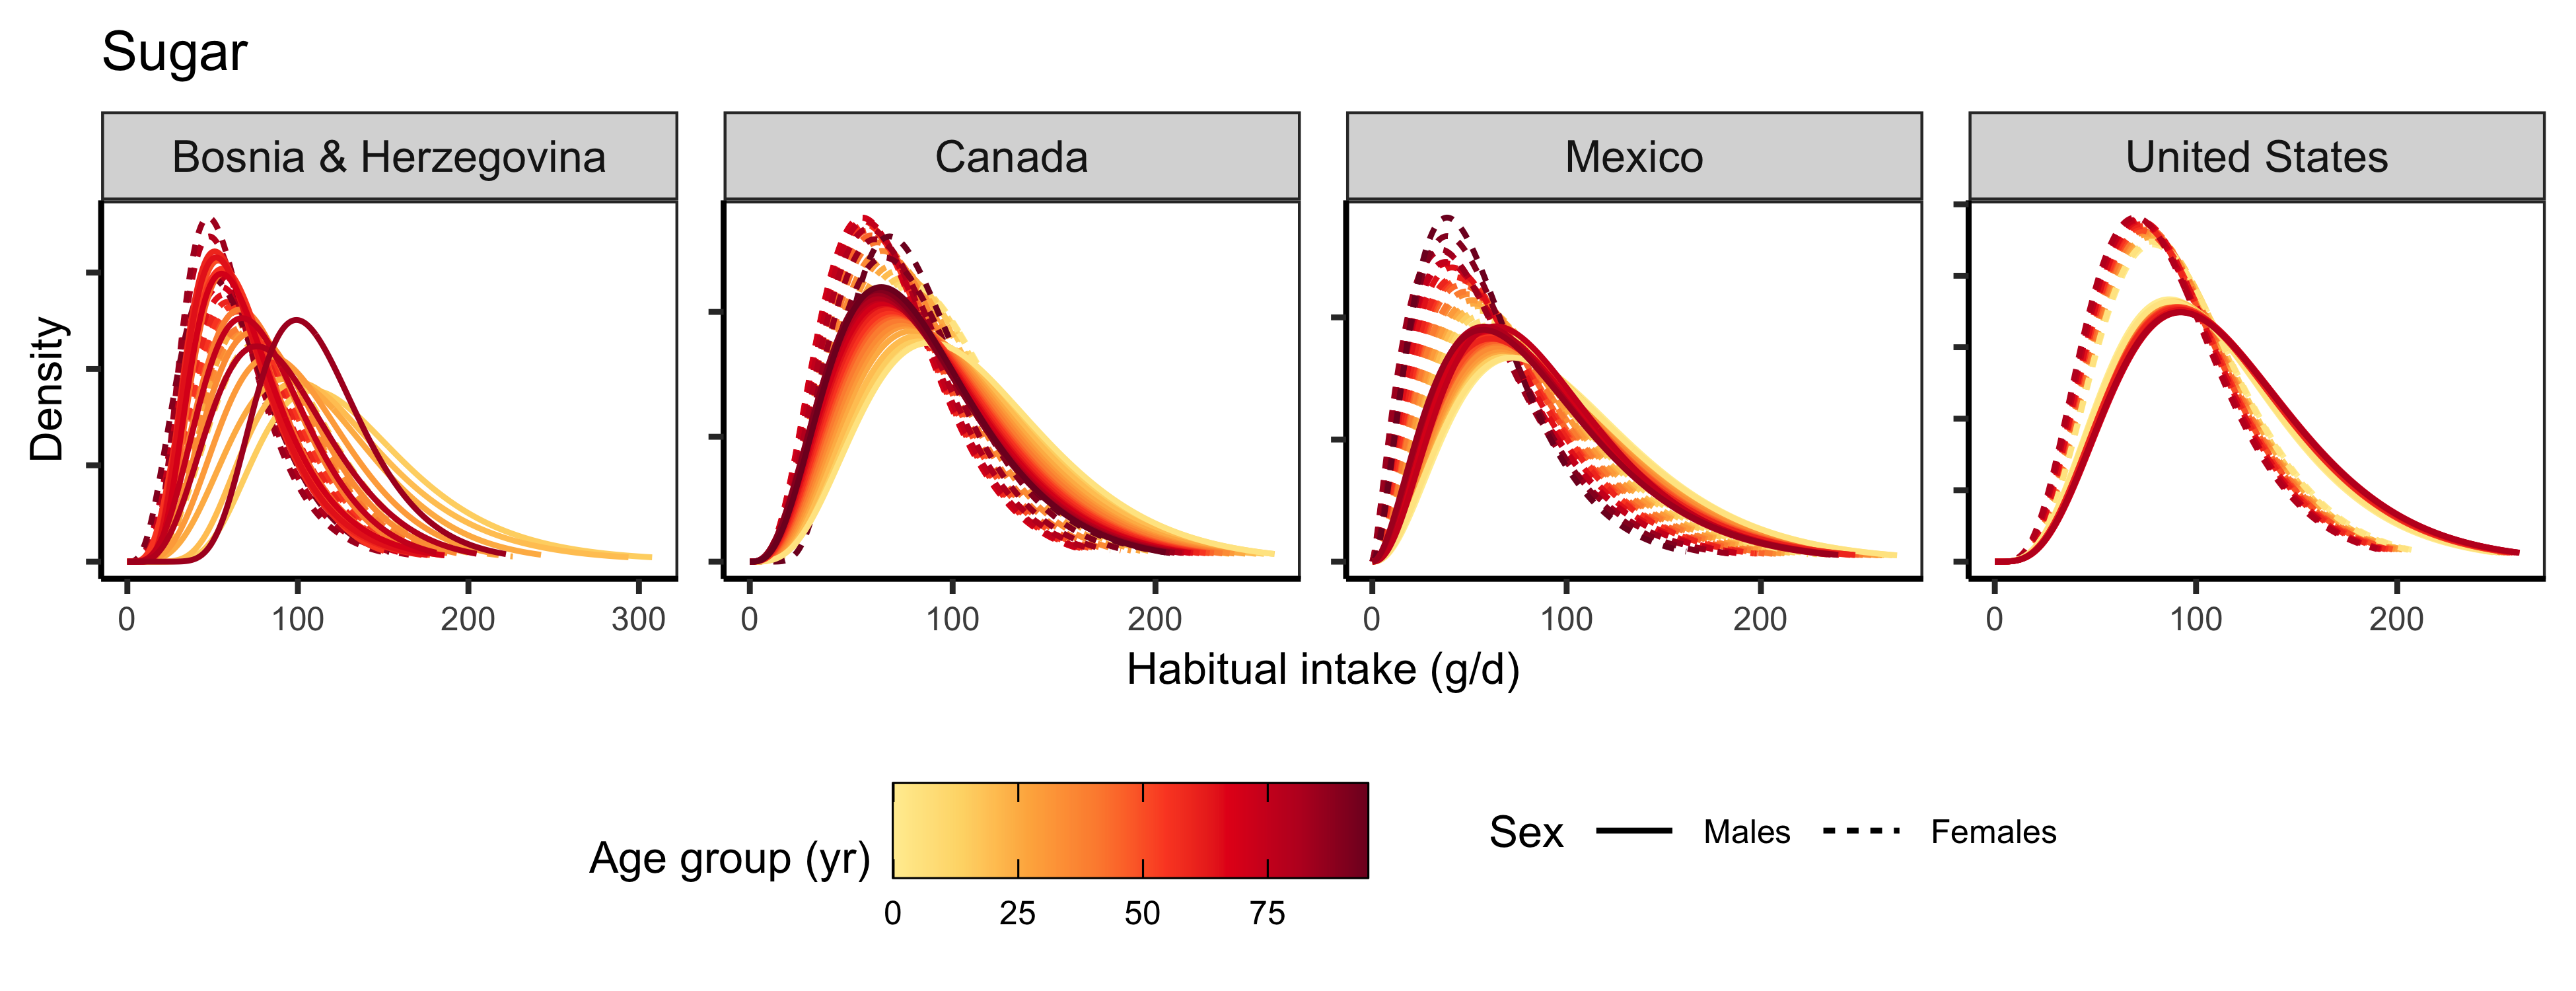 Sugar
Bosnia & Herzegovina
Canada
Mexico
United States
Density
0 100 200 300
0 100 200
0 100 200
0 100 200
Habitual intake (g/d)
Age group (yr)
0 25 50 75
Sex Males Females